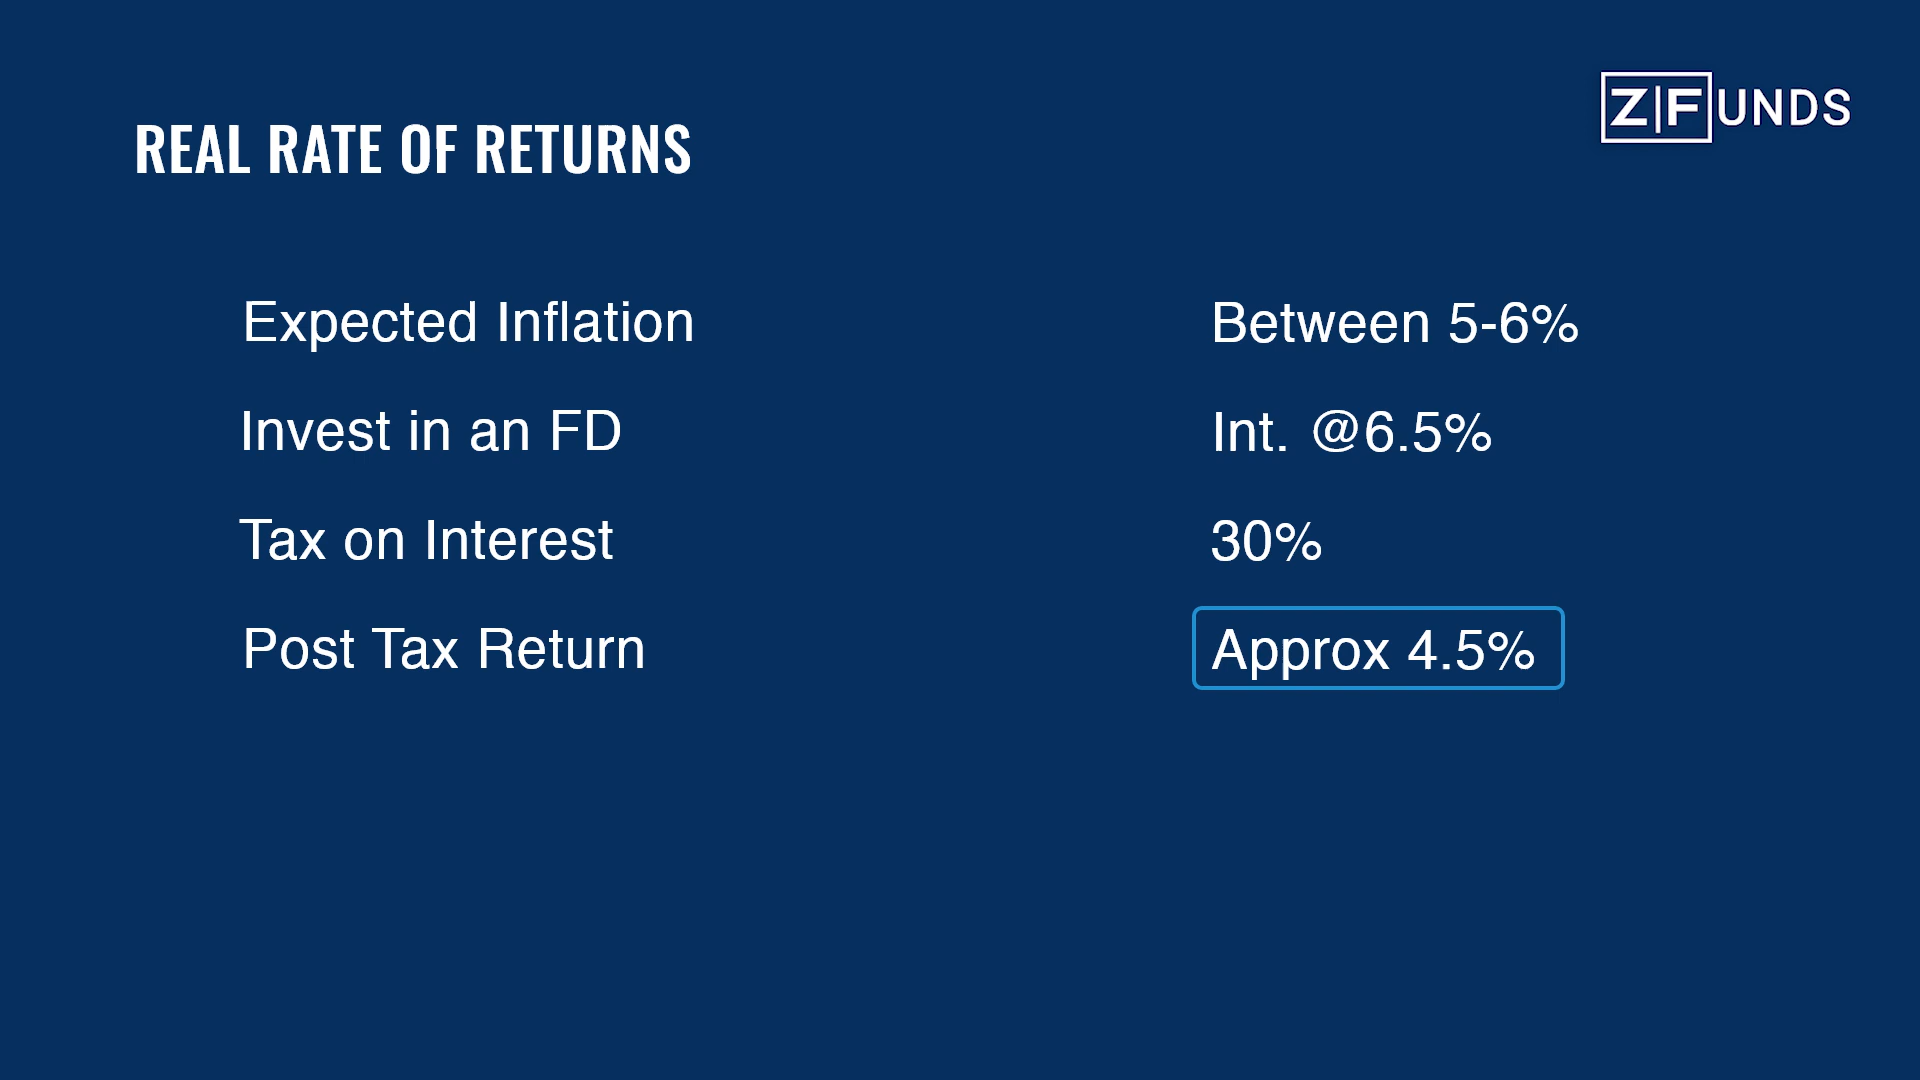 Z|FUNDS
REAL RATE OF RETURNS
Expected Inflation Between 5-6%
Invest in an FD Int. @6.5%
Tax on Interest 30%
Post Tax Return Approx 4.5%